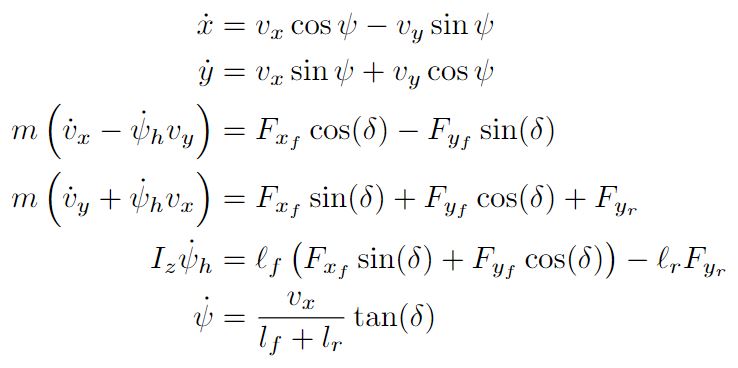 ẋ = v_x cos ψ − v_y sin ψ
ẏ = v_x sin ψ + v_y cos ψ
m (v̇_x − ψ̇_h v_y) = F_{x_f} cos(δ) − F_{y_f} sin(δ)
m (v̇_y + ψ̇_h v_x) = F_{x_f} sin(δ) + F_{y_f} cos(δ) + F_{y_r}
I_z ψ̇_h = ℓ_f (F_{x_f} sin(δ) + F_{y_f} cos(δ)) − ℓ_r F_{y_r}
ψ̇ = \frac{v_x}{l_f + l_r} tan(δ)